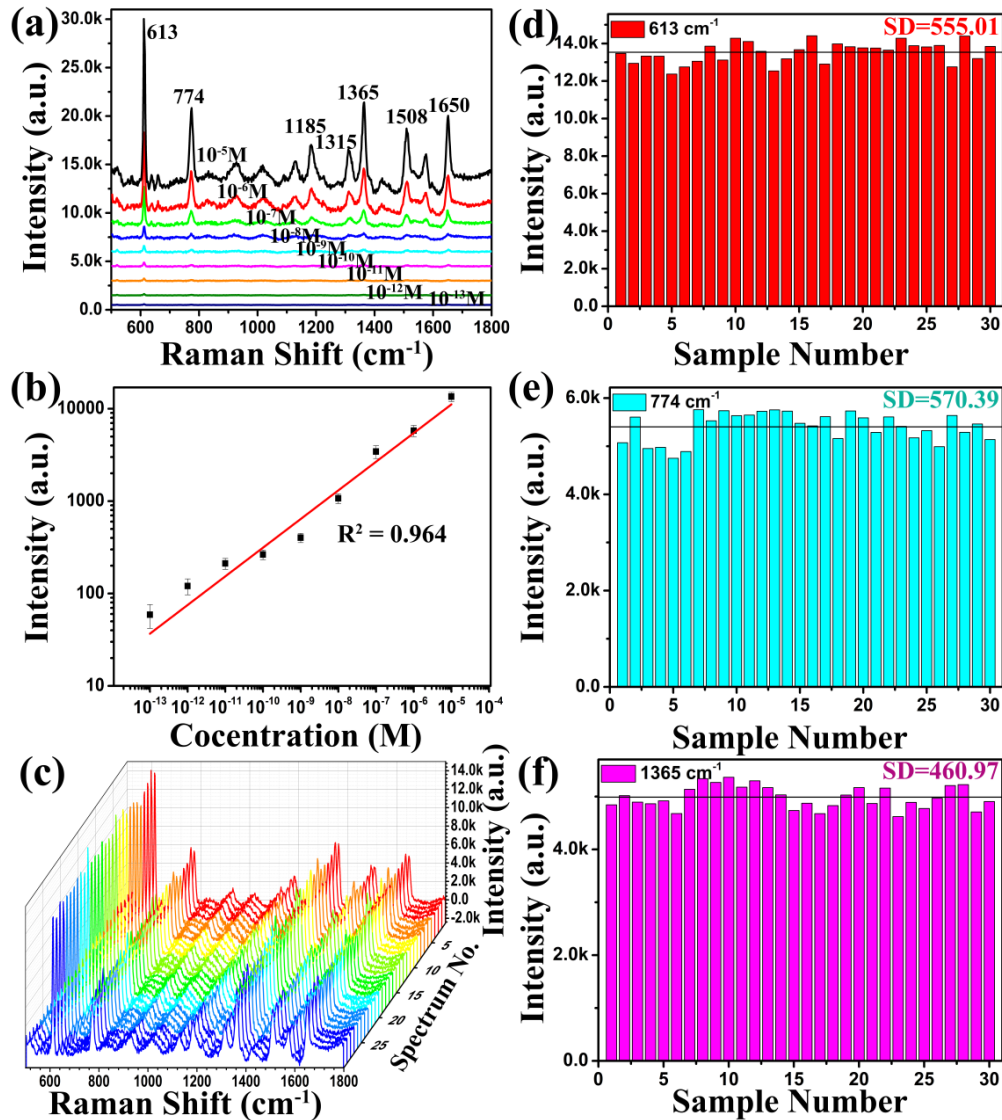 (a)
30.0k
25.0k
20.0k
15.0k
10.0k
5.0k
0.0
Intensity (a.u.)
613
774
1185
1315
1365
1508
1650
10⁻⁵M
10⁻⁶M
10⁻⁷M
10⁻⁸M
10⁻⁹M
10⁻¹⁰M
10⁻¹¹M
10⁻¹²M
10⁻¹³M
600 800 1000 1200 1400 1600 1800
Raman Shift (cm⁻¹)
(b)
10000
1000
100
10
Intensity (a.u.)
R² = 0.964
10⁻¹³ 10⁻¹² 10⁻¹¹ 10⁻¹⁰ 10⁻⁹ 10⁻⁸ 10⁻⁷ 10⁻⁶ 10⁻⁵ 10⁻⁴
Cocentration (M)
(c)
14.0k
12.0k
10.0k
8.0k
6.0k
4.0k
2.0k
0.0
-2.0k
Intensity (a.u.)
5
10
15
20
25
Spectrum No.
600 800 1000 1200 1400 1600 1800
Raman Shift (cm⁻¹)
(d)
613 cm⁻¹
SD=555.01
14.0k
12.0k
10.0k
8.0k
6.0k
4.0k
2.0k
0.0
Intensity (a.u.)
0 5 10 15 20 25 30
Sample Number
(e)
774 cm⁻¹
SD=570.39
6.0k
4.0k
2.0k
0.0
Intensity (a.u.)
0 5 10 15 20 25 30
Sample Number
(f)
1365 cm⁻¹
SD=460.97
4.0k
2.0k
0.0
Intensity (a.u.)
0 5 10 15 20 25 30
Sample Number